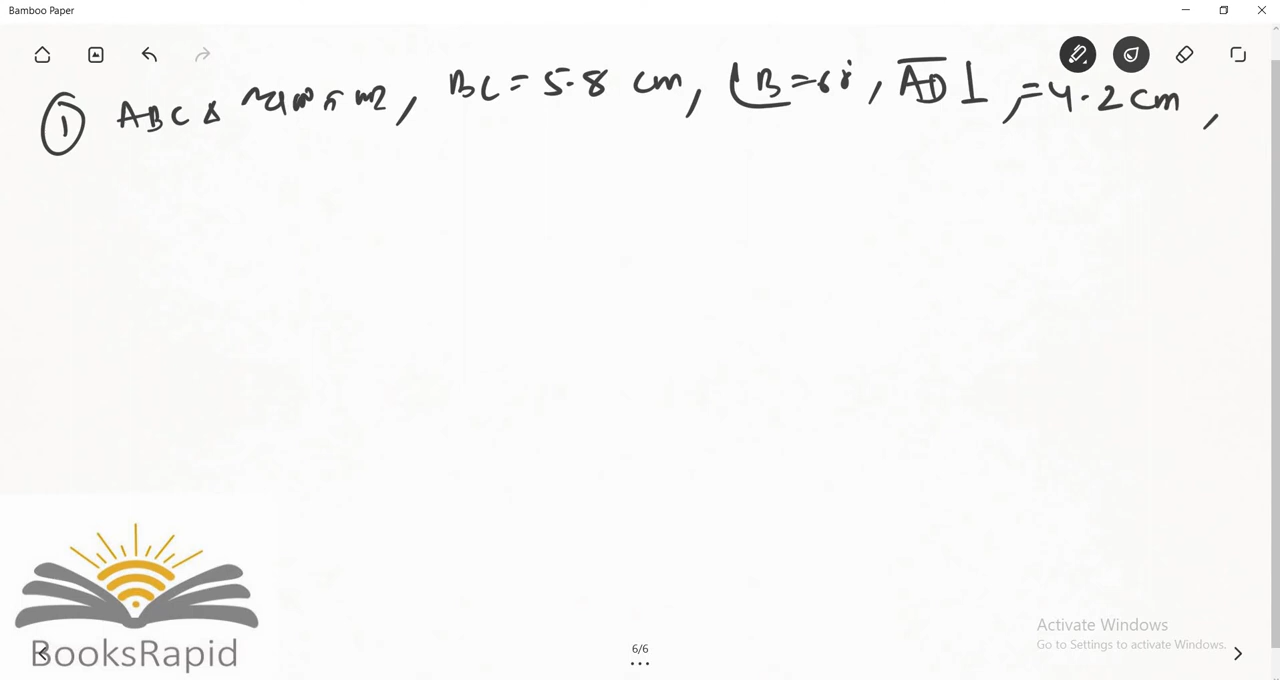 Bamboo Paper
① ABC △ , BC = 5.8 cm, ∠B = 60°, A̅D̅ ⊥ , = 4.2 cm ,
BooksRapid
6/6
Activate Windows
Go to Settings to activate Windows.